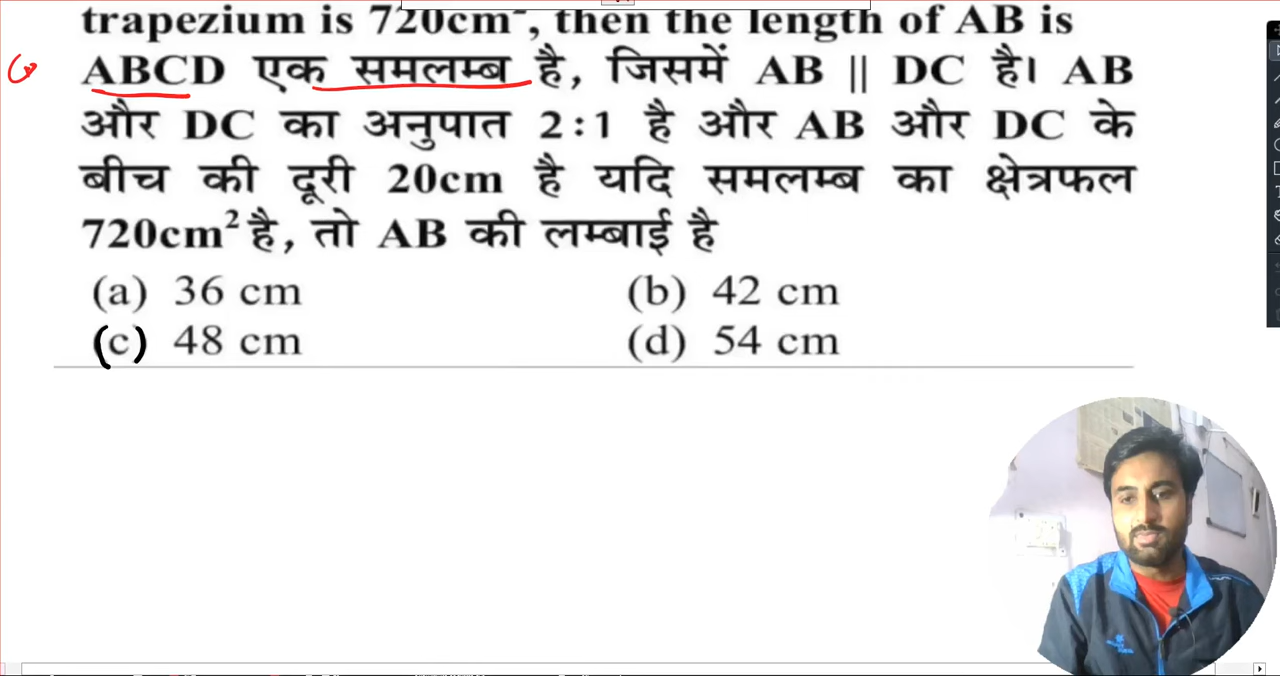 trapezium is 720cm², then the length of AB is
ABCD एक समलम्ब है, जिसमें AB || DC है। AB
और DC का अनुपात 2:1 है और AB और DC के
बीच की दूरी 20cm है यदि समलम्ब का क्षेत्रफल
720cm² है, तो AB की लम्बाई है
(a) 36 cm (b) 42 cm
(c) 48 cm (d) 54 cm